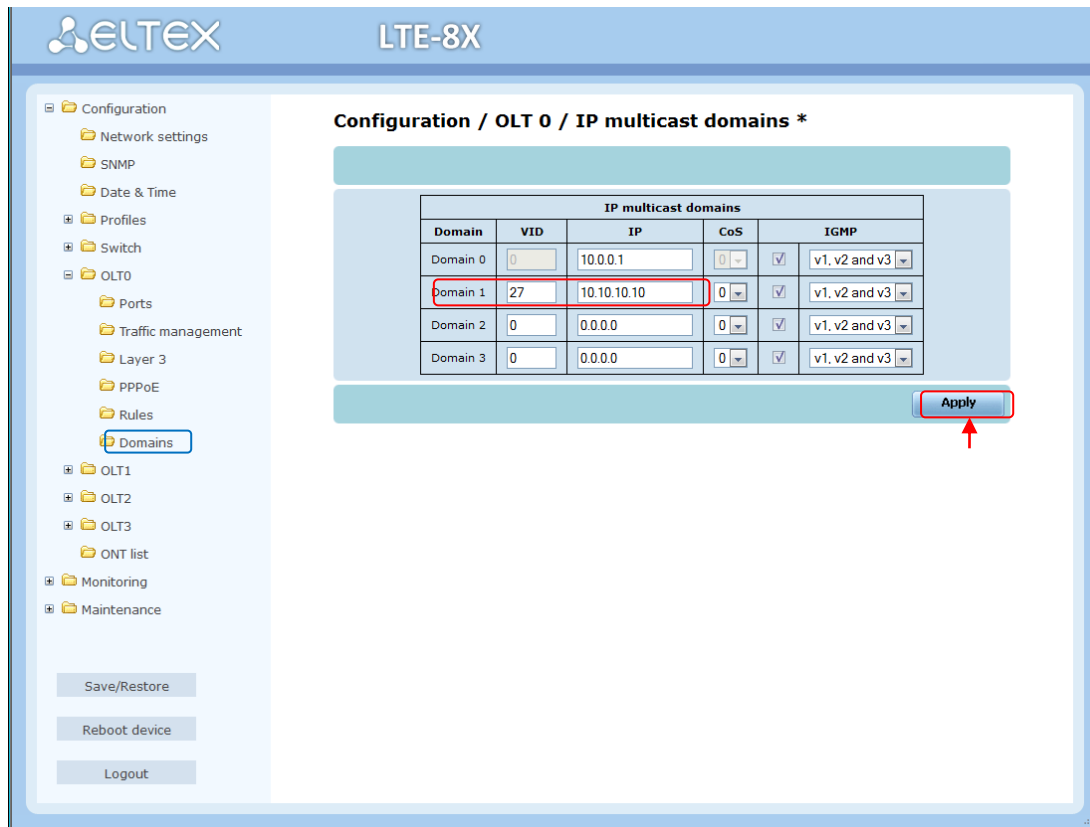 ELTEX LTE-8X
Configuration
Network settings
SNMP
Date & Time
Profiles
Switch
OLT0
Ports
Traffic management
Layer 3
PPPoE
Rules
Domains
OLT1
OLT2
OLT3
ONT list
Monitoring
Maintenance
Save/Restore
Reboot device
Logout
Configuration / OLT 0 / IP multicast domains *
IP multicast domains
Domain VID IP CoS IGMP
Domain 0 0 10.0.0.1 0 v1, v2 and v3
Domain 1 27 10.10.10.10 0 v1, v2 and v3
Domain 2 0 0.0.0.0 0 v1, v2 and v3
Domain 3 0 0.0.0.0 0 v1, v2 and v3
Apply